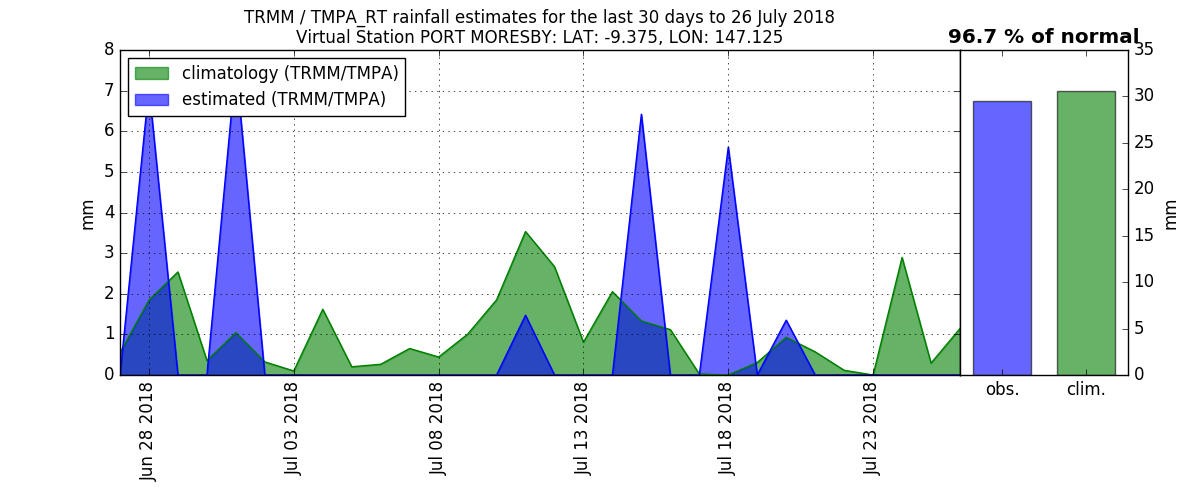 TRMM / TMPA_RT rainfall estimates for the last 30 days to 26 July 2018
Virtual Station PORT MORESBY: LAT: -9.375, LON: 147.125
96.7 % of normal
climatology (TRMM/TMPA)
estimated (TRMM/TMPA)
8
7
6
5
4
3
2
1
0
mm
Jun 28 2018
Jul 03 2018
Jul 08 2018
Jul 13 2018
Jul 18 2018
Jul 23 2018
obs.
clim.
35
30
25
20
15
10
5
0
mm